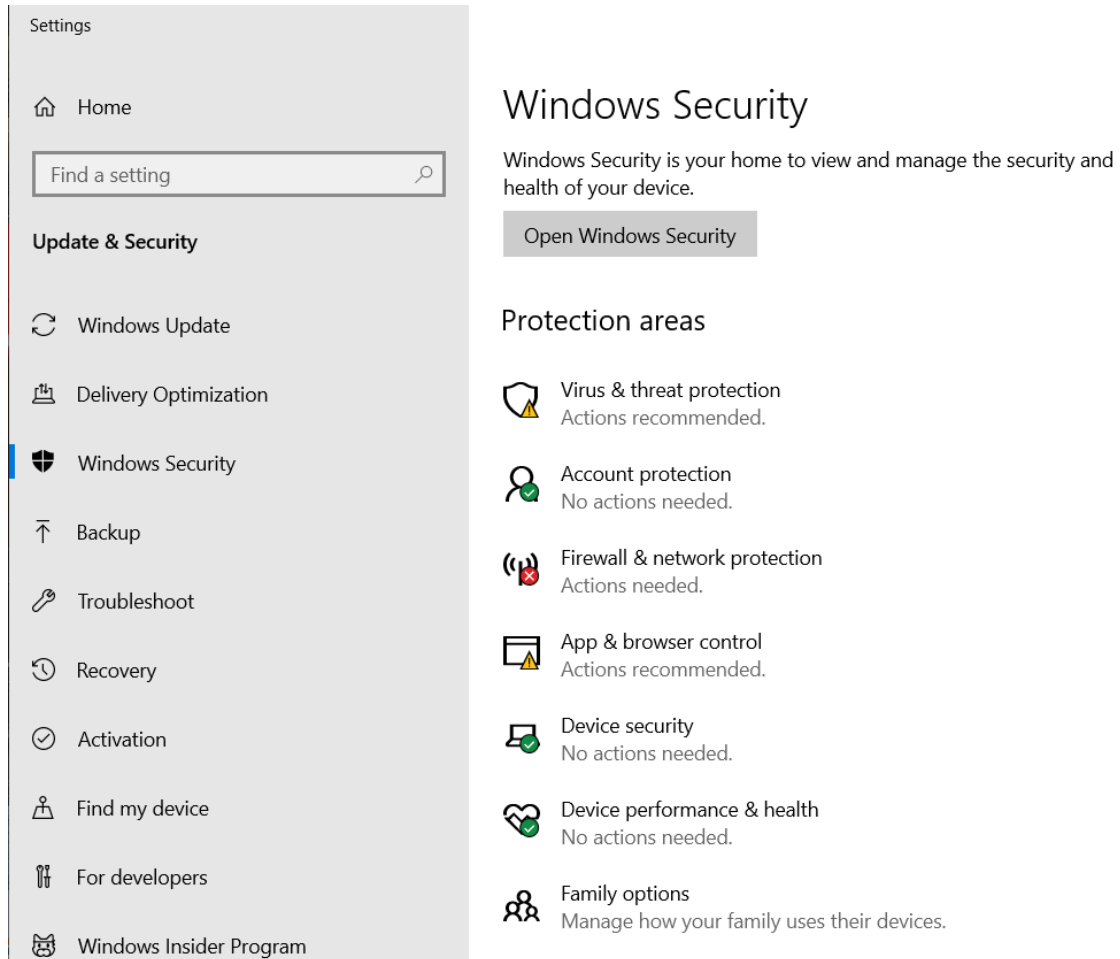 Settings
Home
Find a setting
Update & Security
Windows Update
Delivery Optimization
Windows Security
Backup
Troubleshoot
Recovery
Activation
Find my device
For developers
Windows Insider Program
Windows Security
Windows Security is your home to view and manage the security and
health of your device.
Open Windows Security
Protection areas
Virus & threat protection
Actions recommended.
Account protection
No actions needed.
Firewall & network protection
Actions needed.
App & browser control
Actions recommended.
Device security
No actions needed.
Device performance & health
No actions needed.
Family options
Manage how your family uses their devices.